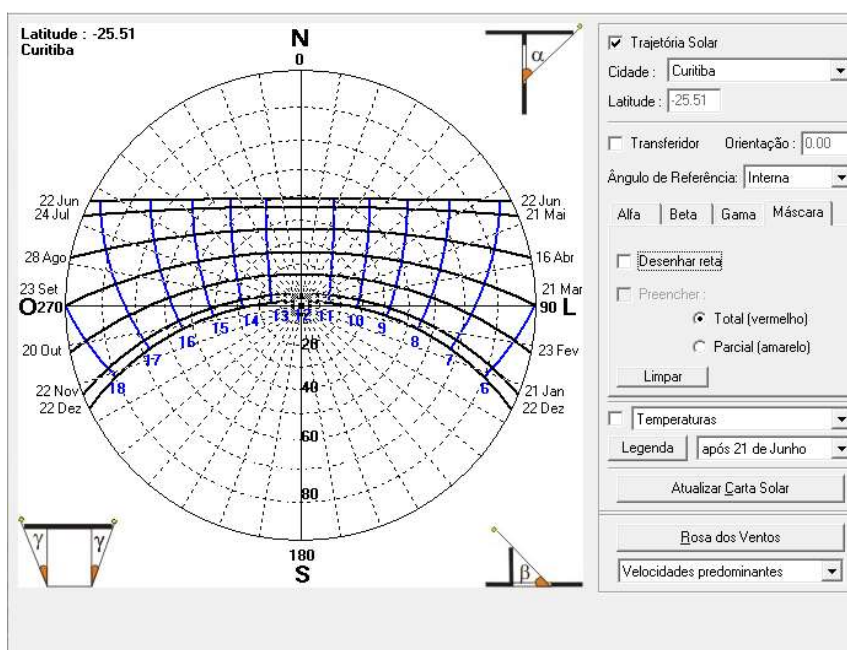 Latitude : -25.51
Curitiba
N
0
α
22 Jun
24 Jul
28 Ago
23 Set
O270
20 Out
22 Nov
22 Dez
22 Jun
21 Mai
16 Abr
21 Mar
90 L
23 Fev
21 Jan
22 Dez
18
17
16
15
14
13
12
11
10
9
8
7
6
20
40
60
80
180
S
γ γ
β
Trajetória Solar
Cidade : Curitiba
Latitude : -25.51
Transferidor Orientação : 0.00
Ângulo de Referência: Interna
Alfa Beta Gama Máscara
Desenhar reta
Preencher :
Total (vermelho)
Parcial (amarelo)
Limpar
Temperaturas
Legenda após 21 de Junho
Atualizar Carta Solar
Rosa dos Ventos
Velocidades predominantes